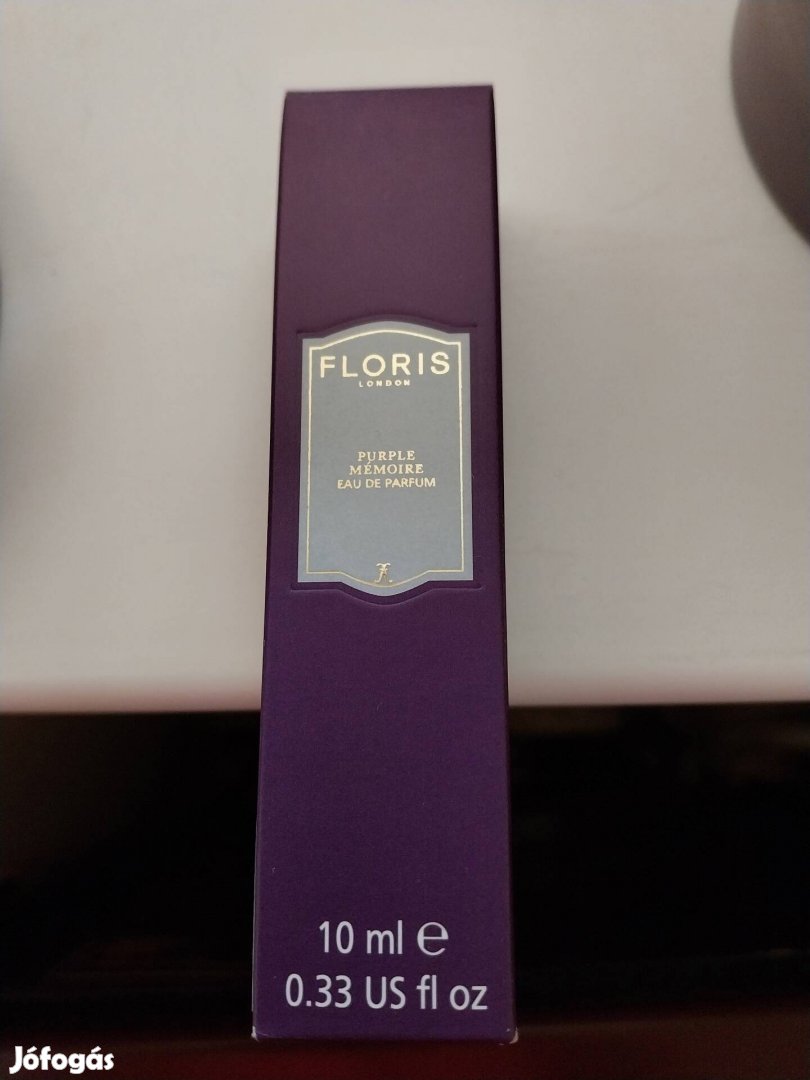 FLORIS
LONDON
PURPLE
MÉMOIRE
EAU DE PARFUM
10 ml ℮
0.33 US fl oz
Jófogás